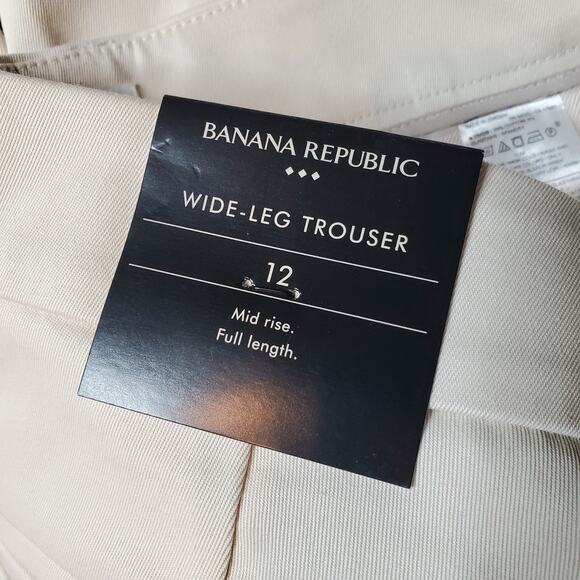 BANANA REPUBLIC
WIDE-LEG TROUSER
12
Mid rise.
Full length.